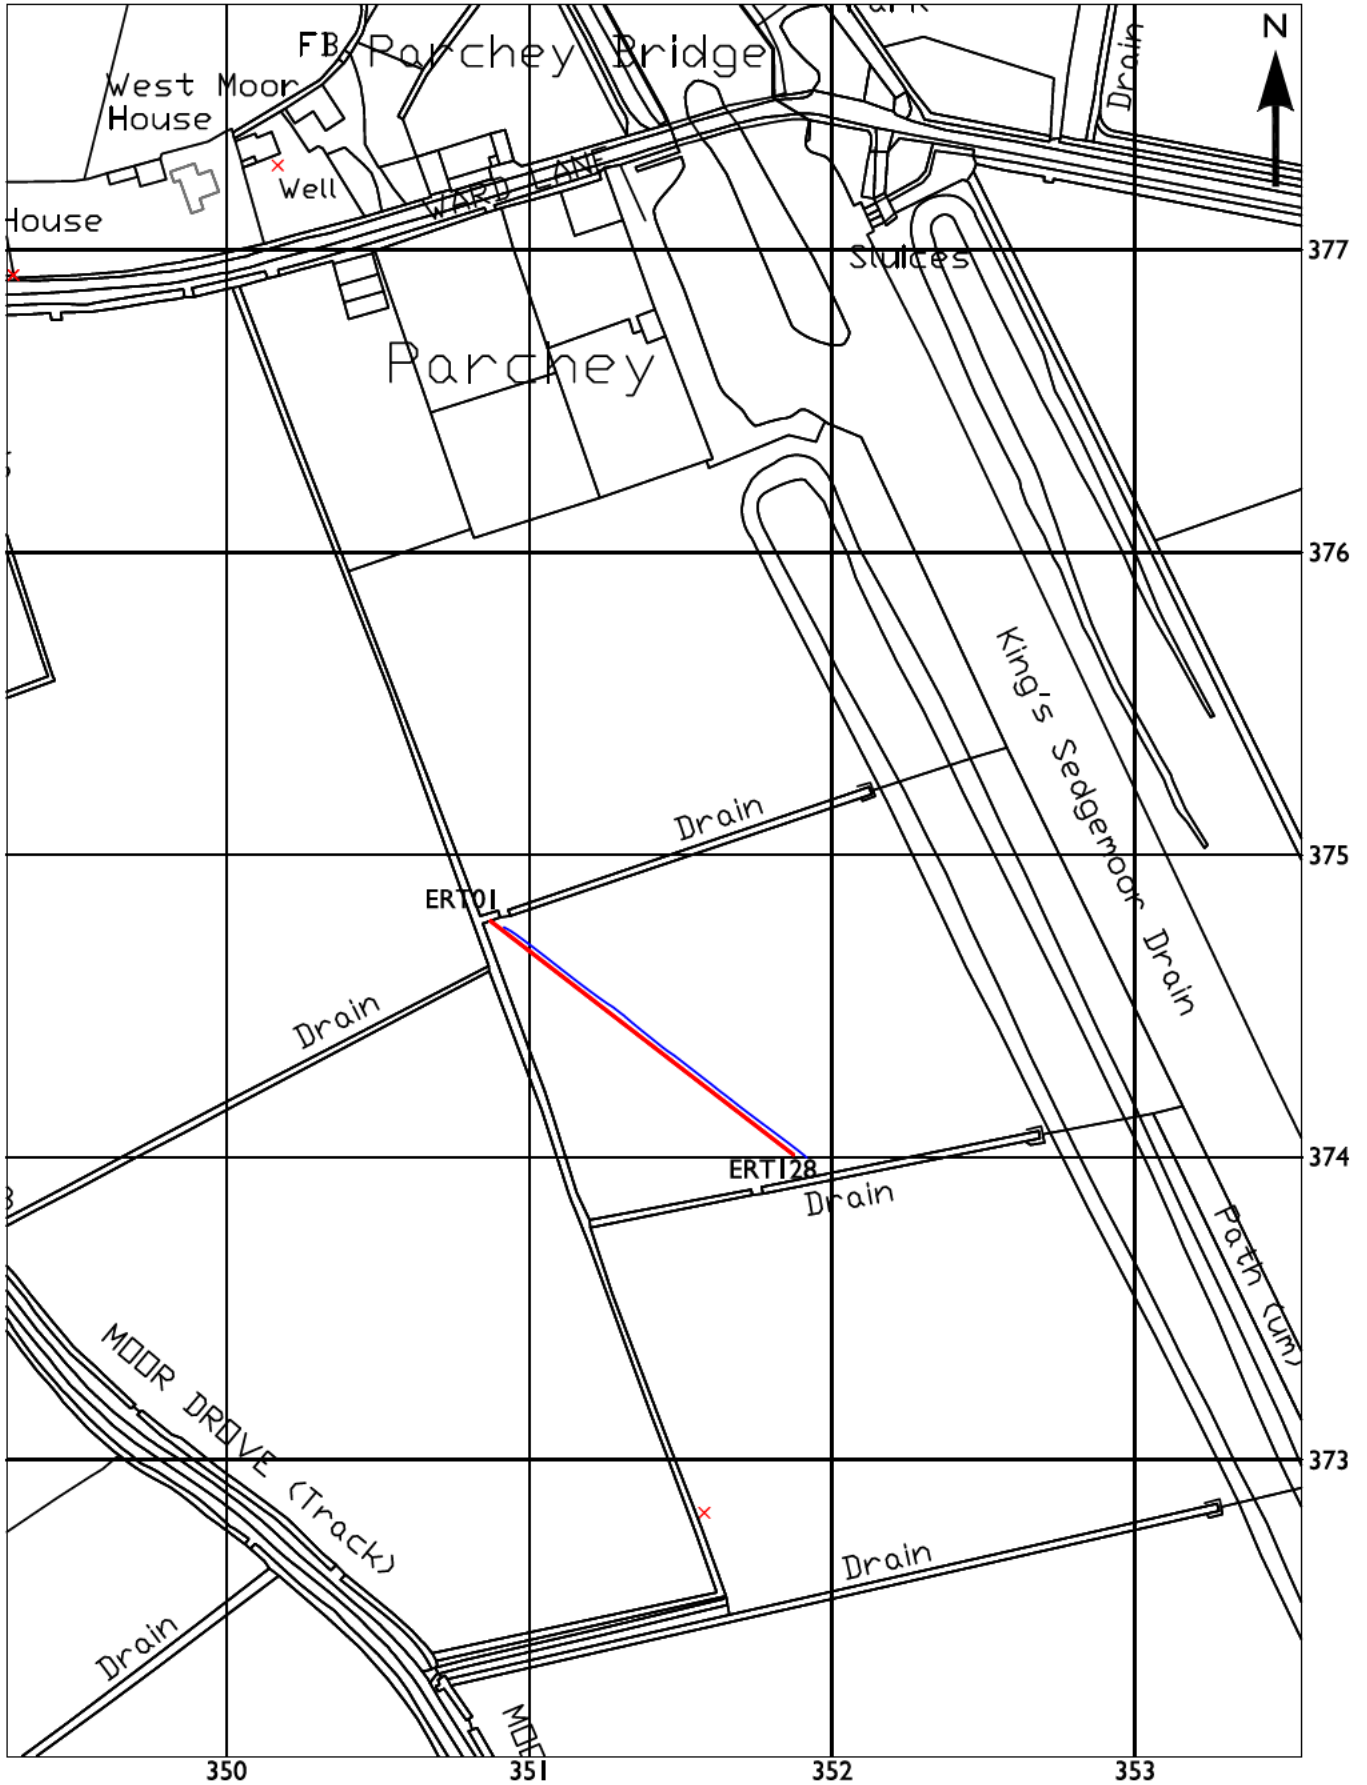 N
FB
Parchey Bridge
Drain
West Moor
House
Well
WARD LANE
House
377
Sluices
Parchey
376
King's Sedgemoor Drain
Drain
375
ERT01
Drain
374
ERT128
Drain
Path (um)
MOOR DROVE (Track)
373
Drain
Drain
350
351
352
353